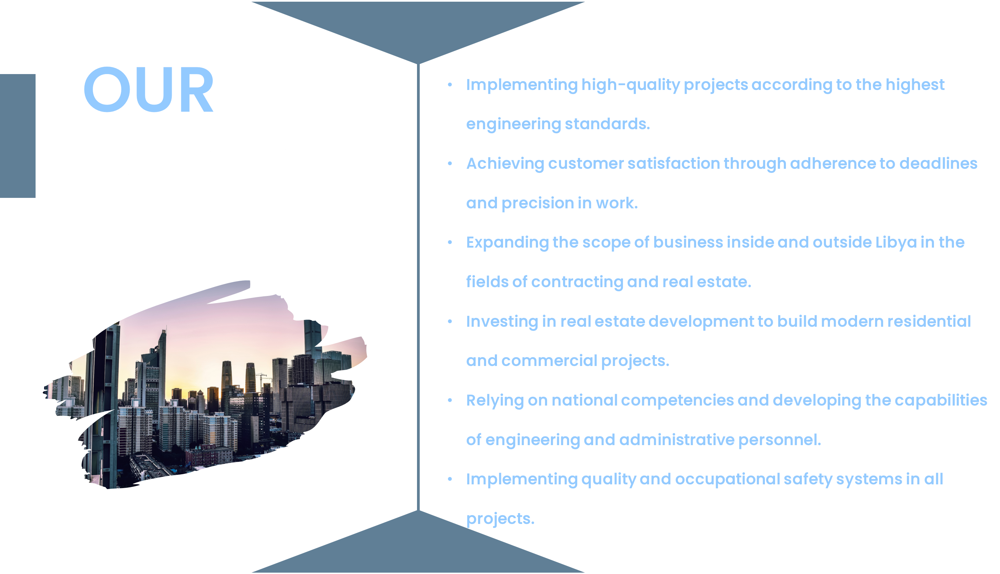 OUR
• Implementing high-quality projects according to the highest
engineering standards.
• Achieving customer satisfaction through adherence to deadlines
and precision in work.
• Expanding the scope of business inside and outside Libya in the
fields of contracting and real estate.
• Investing in real estate development to build modern residential
and commercial projects.
• Relying on national competencies and developing the capabilities
of engineering and administrative personnel.
• Implementing quality and occupational safety systems in all
projects.